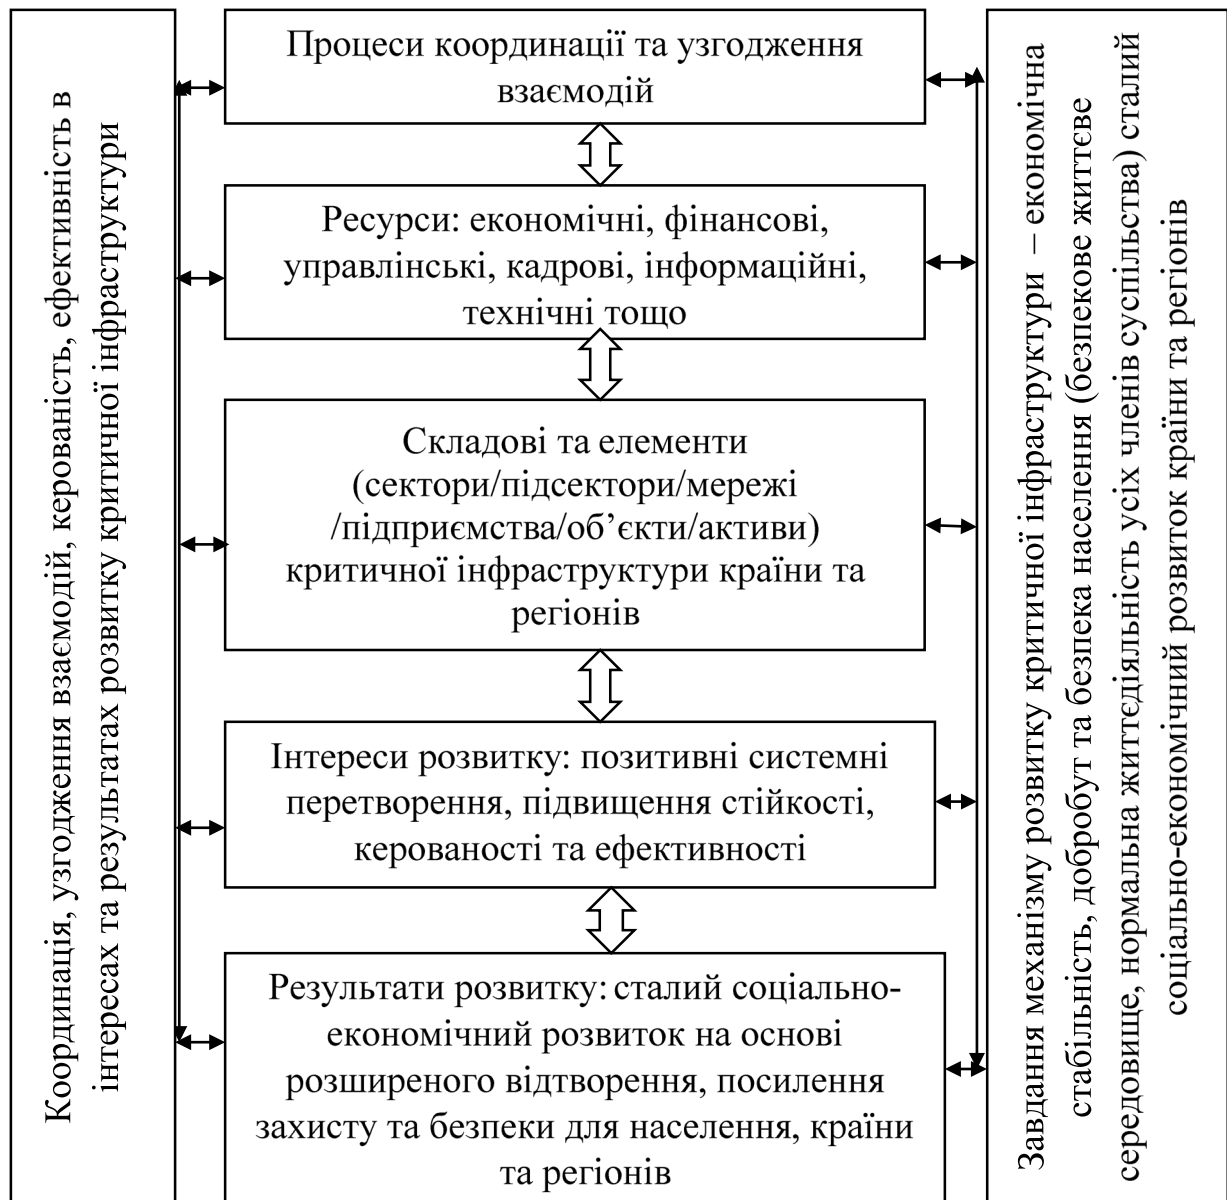 Координація, узгодження взаємодій, керованість, ефективність в
інтересах та результатах розвитку критичної інфраструктури
Процеси координації та узгодження
взаємодій
Ресурси: економічні, фінансові,
управлінські, кадрові, інформаційні,
технічні тощо
Складові та елементи
(сектори/підсектори/мережі
/підприємства/об’єкти/активи)
критичної інфраструктури країни та
регіонів
Інтереси розвитку: позитивні системні
перетворення, підвищення стійкості,
керованості та ефективності
Результати розвитку: сталий соціально-
економічний розвиток на основі
розширеного відтворення, посилення
захисту та безпеки для населення, країни
та регіонів
Завдання механізму розвитку критичної інфраструктури – економічна
стабільність, добробут та безпека населення (безпекове життєве
середовище, нормальна життєдіяльність усіх членів суспільства) сталий
соціально-економічний розвиток країни та регіонів